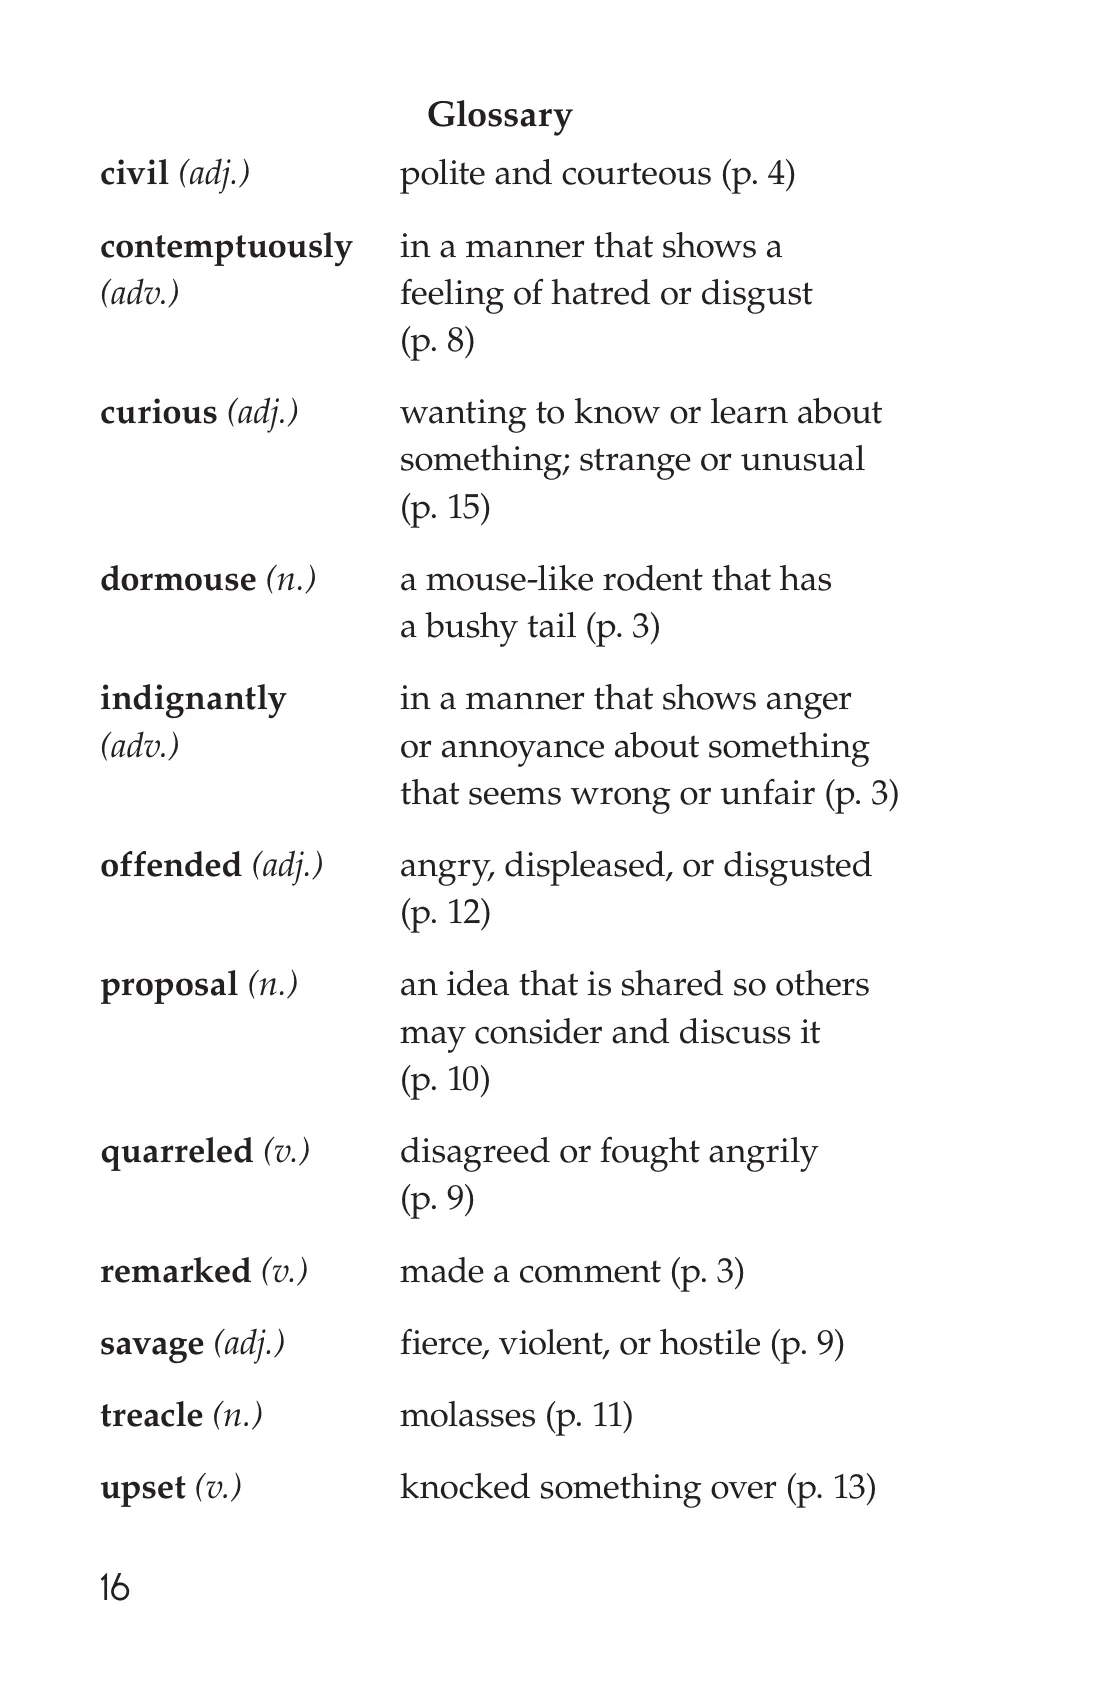 Glossary
civil (adj.) polite and courteous (p. 4)
contemptuously in a manner that shows a
(adv.) feeling of hatred or disgust
(p. 8)
curious (adj.) wanting to know or learn about
something; strange or unusual
(p. 15)
dormouse (n.) a mouse-like rodent that has
a bushy tail (p. 3)
indignantly in a manner that shows anger
(adv.) or annoyance about something
that seems wrong or unfair (p. 3)
offended (adj.) angry, displeased, or disgusted
(p. 12)
proposal (n.) an idea that is shared so others
may consider and discuss it
(p. 10)
quarreled (v.) disagreed or fought angrily
(p. 9)
remarked (v.) made a comment (p. 3)
savage (adj.) fierce, violent, or hostile (p. 9)
treacle (n.) molasses (p. 11)
upset (v.) knocked something over (p. 13)
16